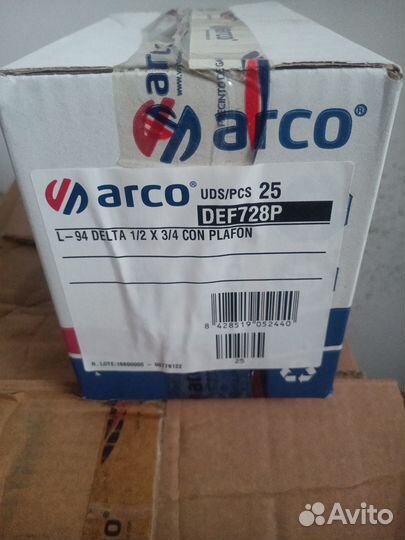 arco®
arco® UDS/PCS 25
DEF728P
L-94 DELTA 1/2 X 3/4 CON PLAFON
8 428519 052440
25
Avito